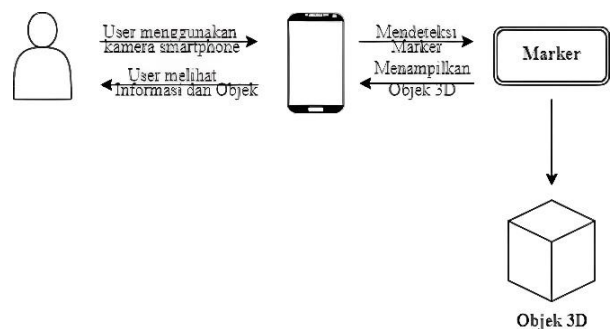 User menggunakan
kamera smartphone
User melihat
Informasi dan Objek
Mendeteksi
Marker
Menampilkan
Objek 3D
Marker
Objek 3D